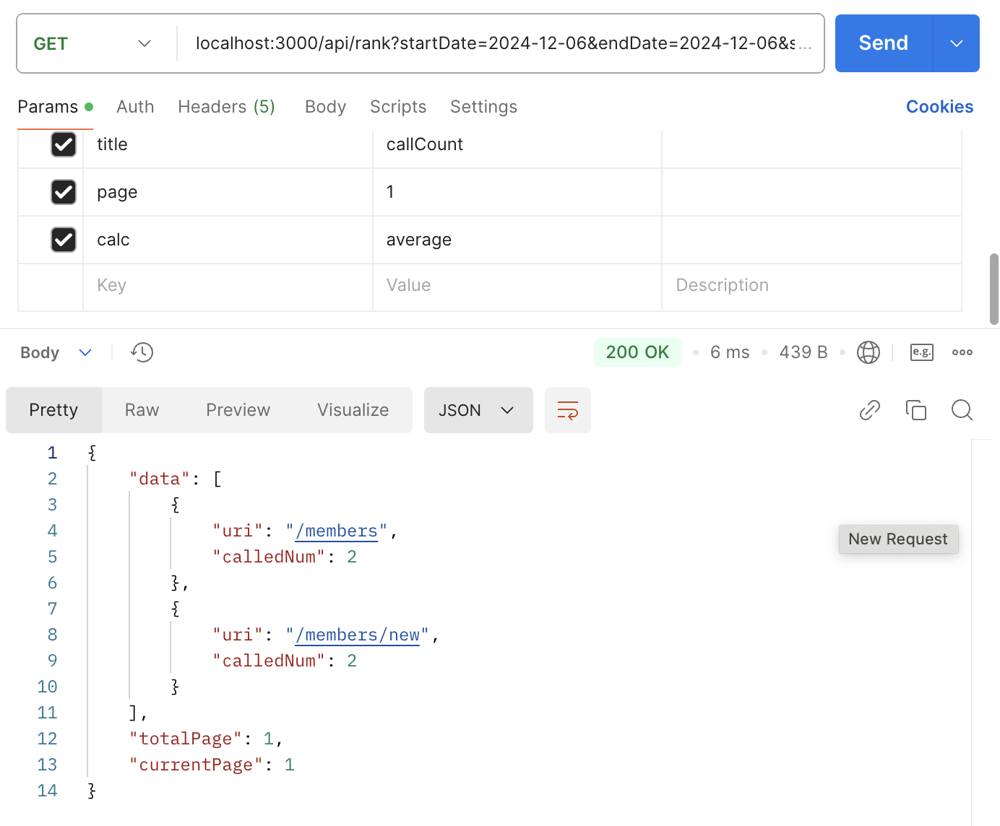 GET localhost:3000/api/rank?startDate=2024-12-06&endDate=2024-12-06&s... Send
Params Auth Headers (5) Body Scripts Settings Cookies
title callCount
page 1
calc average
Key Value Description
Body 200 OK 6 ms 439 B e.g.
Pretty Raw Preview Visualize JSON
1 {
2 "data": [
3 {
4 "uri": "/members",
5 "calledNum": 2
6 },
7 {
8 "uri": "/members/new",
9 "calledNum": 2
10 }
11 ],
12 "totalPage": 1,
13 "currentPage": 1
14 }
New Request